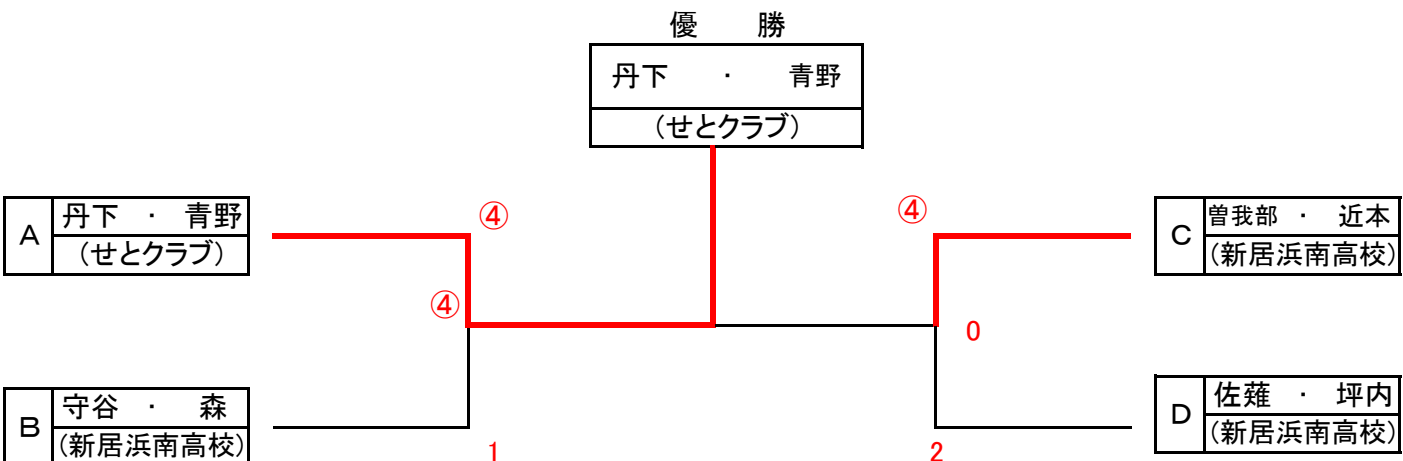 優　　勝
丹下　・　青野
（せとクラブ）
A
丹下　・　青野
（せとクラブ）
④
④
C
曽我部　・　近本
（新居浜南高校）
④
0
B
守谷　・　森
（新居浜南高校）
1
D
佐薙　・　坪内
（新居浜南高校）
2